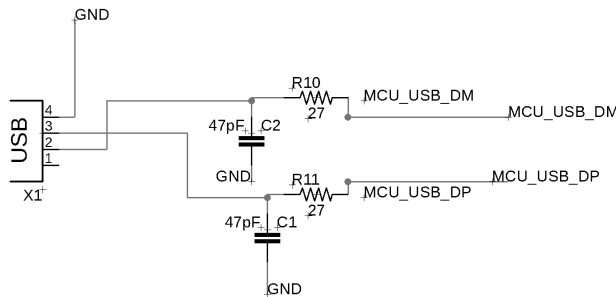 GND
4
3
2
1
USB
X1
R10
27
MCU_USB_DM
MCU_USB_DM
47pF
C2
GND
R11
27
MCU_USB_DP
MCU_USB_DP
47pF
C1
GND